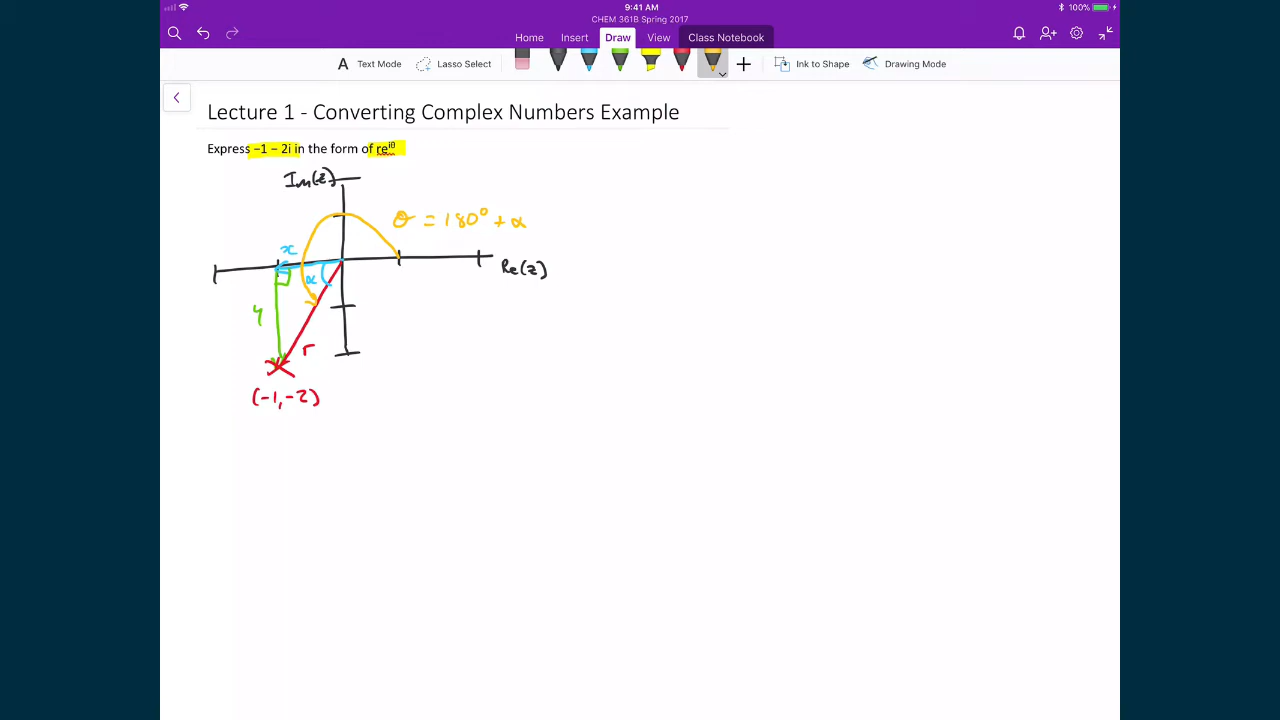 9:41 AM
100%
CHEM 361B Spring 2017
Home Insert Draw View Class Notebook
A Text Mode Lasso Select Ink to Shape Drawing Mode
Lecture 1 - Converting Complex Numbers Example
Express −1 − 2i in the form of re^iθ
Im(z)
θ = 180° + α
x
Re(z)
α
y
r
(-1,-2)